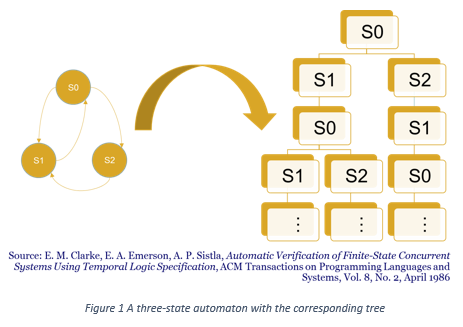 S0
S1
S2
S0
S1
S2
S0
S1
S1
S2
S0
⋮
⋮
⋮
Source: E. M. Clarke, E. A. Emerson, A. P. Sistla, Automatic Verification of Finite-State Concurrent
Systems Using Temporal Logic Specification, ACM Transactions on Programming Languages and
Systems, Vol. 8, No. 2, April 1986
Figure 1 A three-state automaton with the corresponding tree